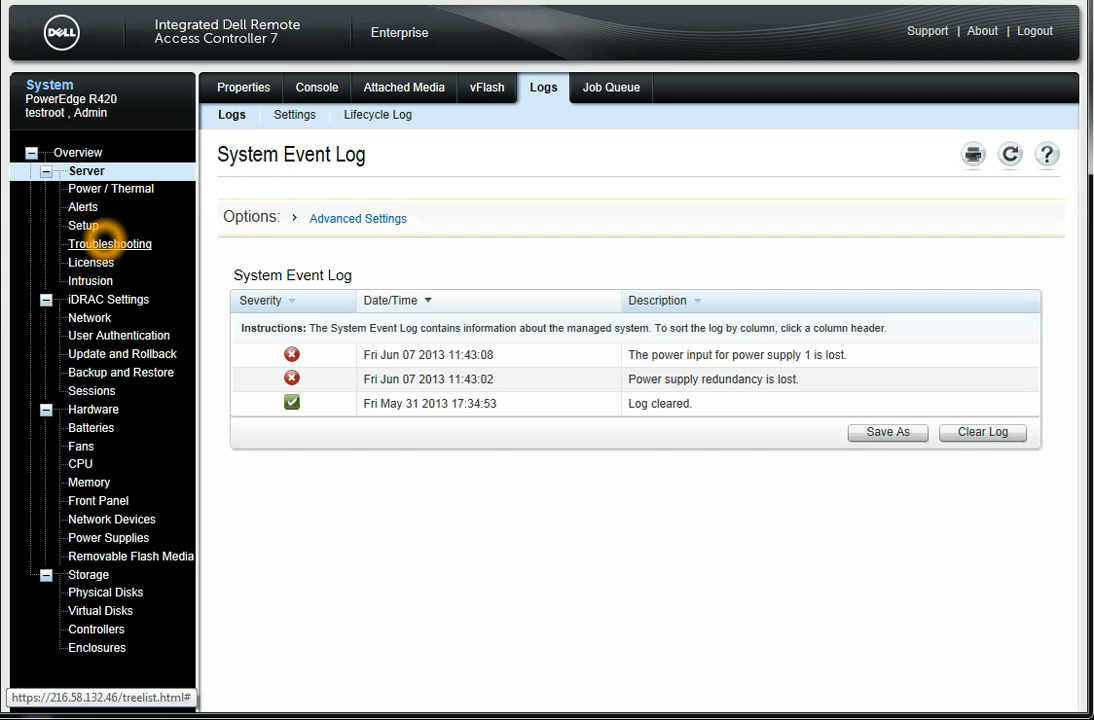 DELL
Integrated Dell Remote
Access Controller 7
Enterprise
Support | About | Logout
System
PowerEdge R420
testroot , Admin
Properties Console Attached Media vFlash Logs Job Queue
Logs Settings Lifecycle Log
Overview
Server
Power / Thermal
Alerts
Setup
Troubleshooting
Licenses
Intrusion
iDRAC Settings
Network
User Authentication
Update and Rollback
Backup and Restore
Sessions
Hardware
Batteries
Fans
CPU
Memory
Front Panel
Network Devices
Power Supplies
Removable Flash Media
Storage
Physical Disks
Virtual Disks
Controllers
Enclosures
https://216.58.132.46/treelist.html#
System Event Log
?
Options: Advanced Settings
System Event Log
Severity Date/Time Description
Instructions: The System Event Log contains information about the managed system. To sort the log by column, click a column header.
Fri Jun 07 2013 11:43:08 The power input for power supply 1 is lost.
Fri Jun 07 2013 11:43:02 Power supply redundancy is lost.
Fri May 31 2013 17:34:53 Log cleared.
Save As Clear Log